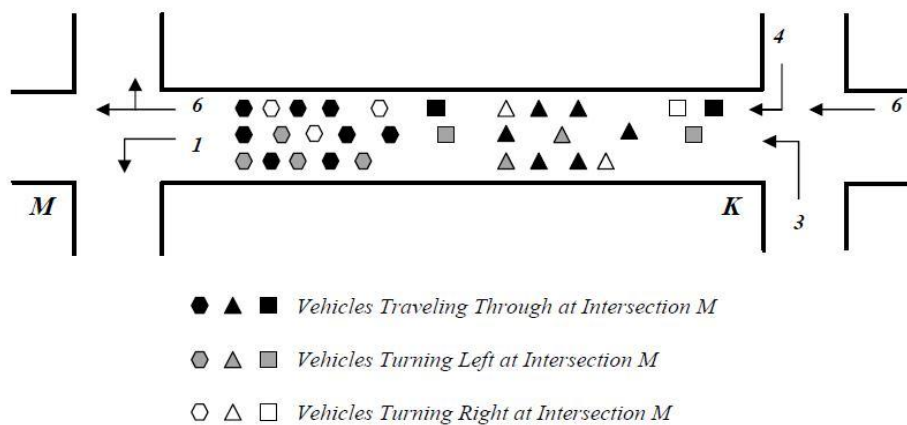 4
6
6
1
M
K
3
Vehicles Traveling Through at Intersection M
Vehicles Turning Left at Intersection M
Vehicles Turning Right at Intersection M